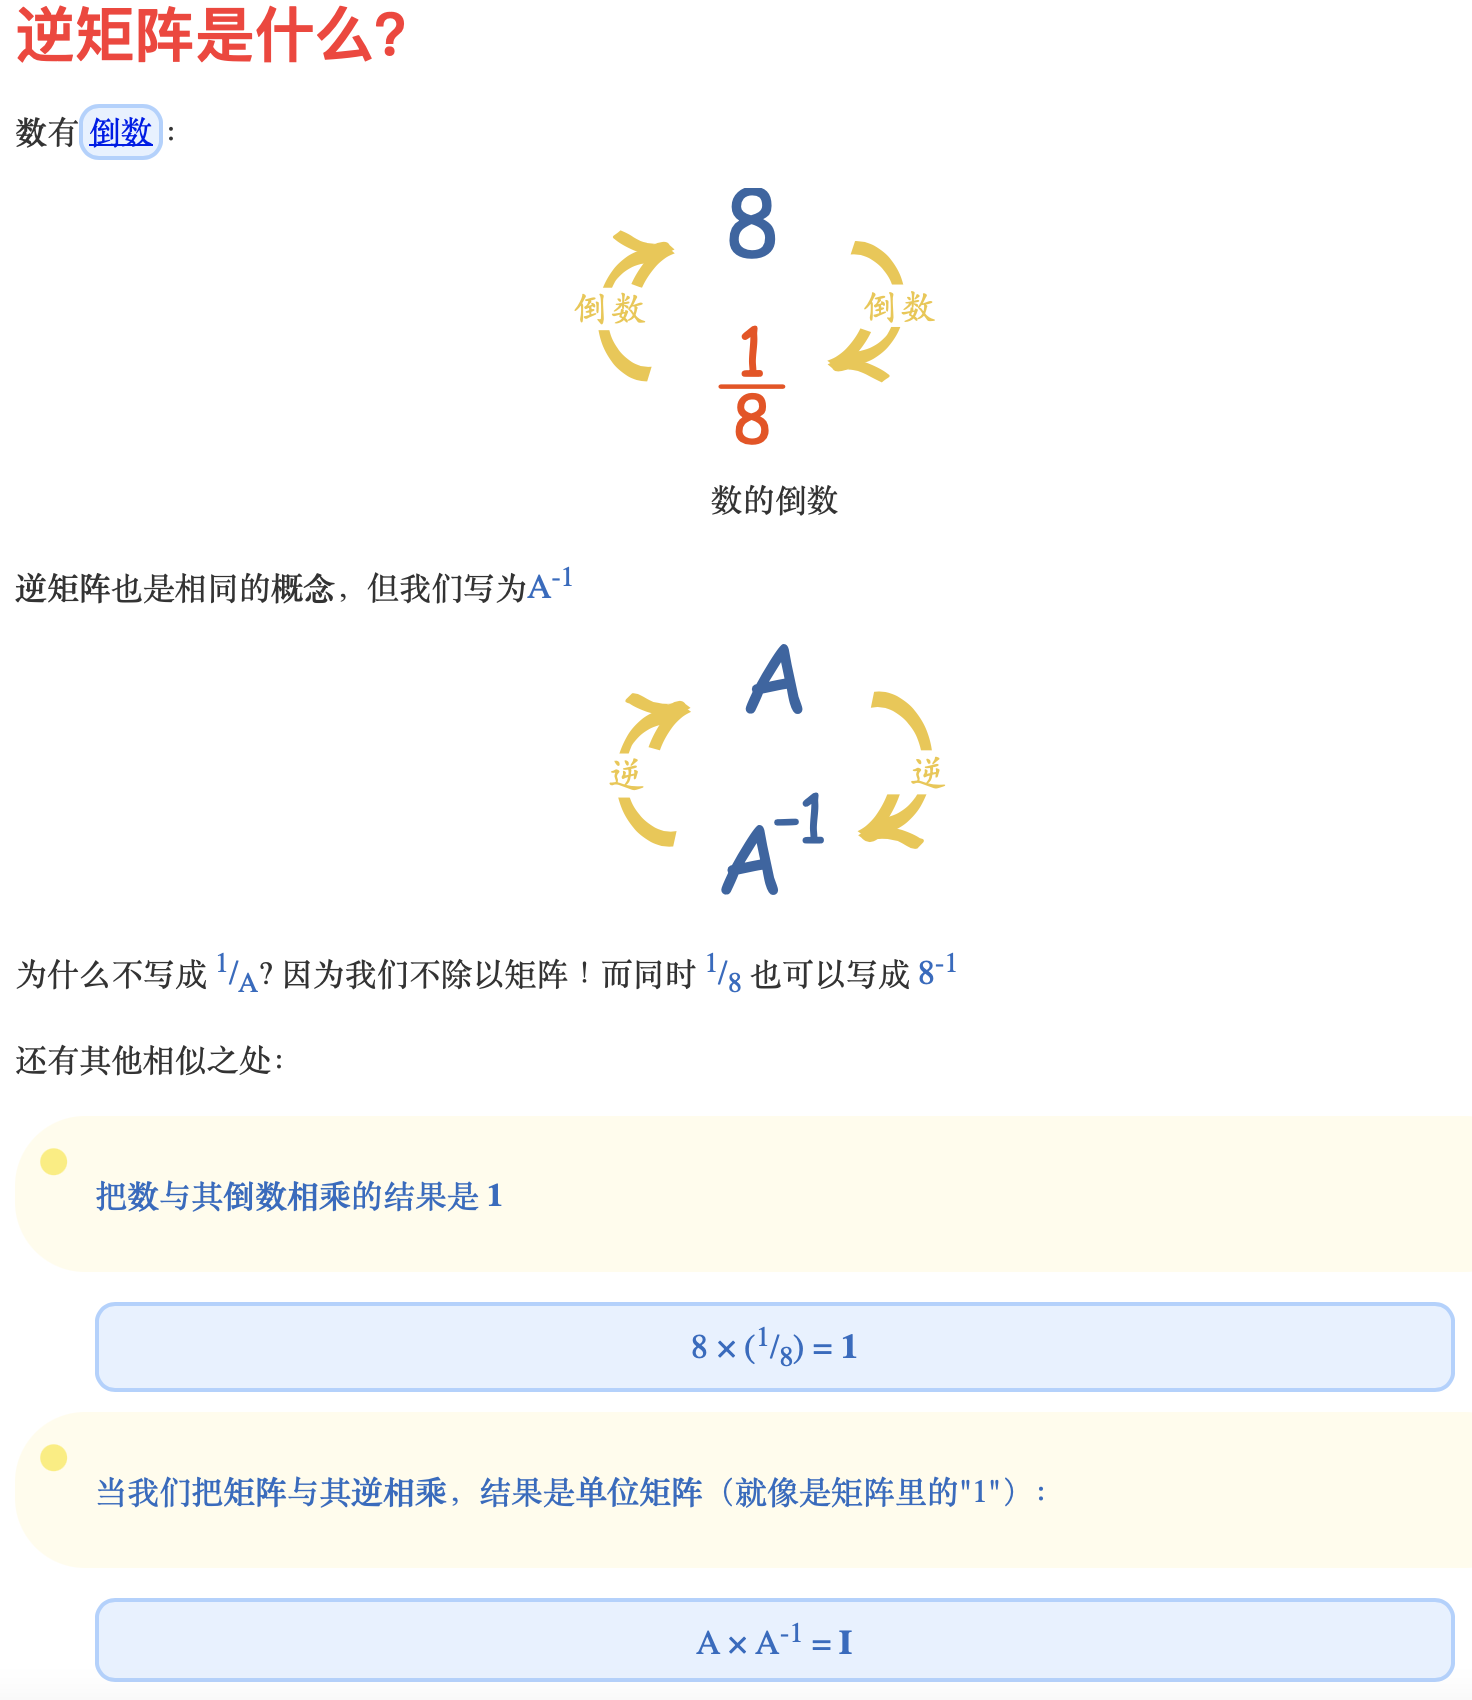 逆矩阵是什么？
数有 倒数 ：
8
倒数 倒数
1
8
数的倒数
逆矩阵也是相同的概念，但我们写为A⁻¹
A
逆 逆
A⁻¹
为什么不写成 ¹/A? 因为我们不除以矩阵！而同时 ¹/₈ 也可以写成 8⁻¹
还有其他相似之处：
把数与其倒数相乘的结果是 1
8 × (¹/₈) = 1
当我们把矩阵与其逆相乘，结果是单位矩阵（就像是矩阵里的"1"）：
A × A⁻¹ = I